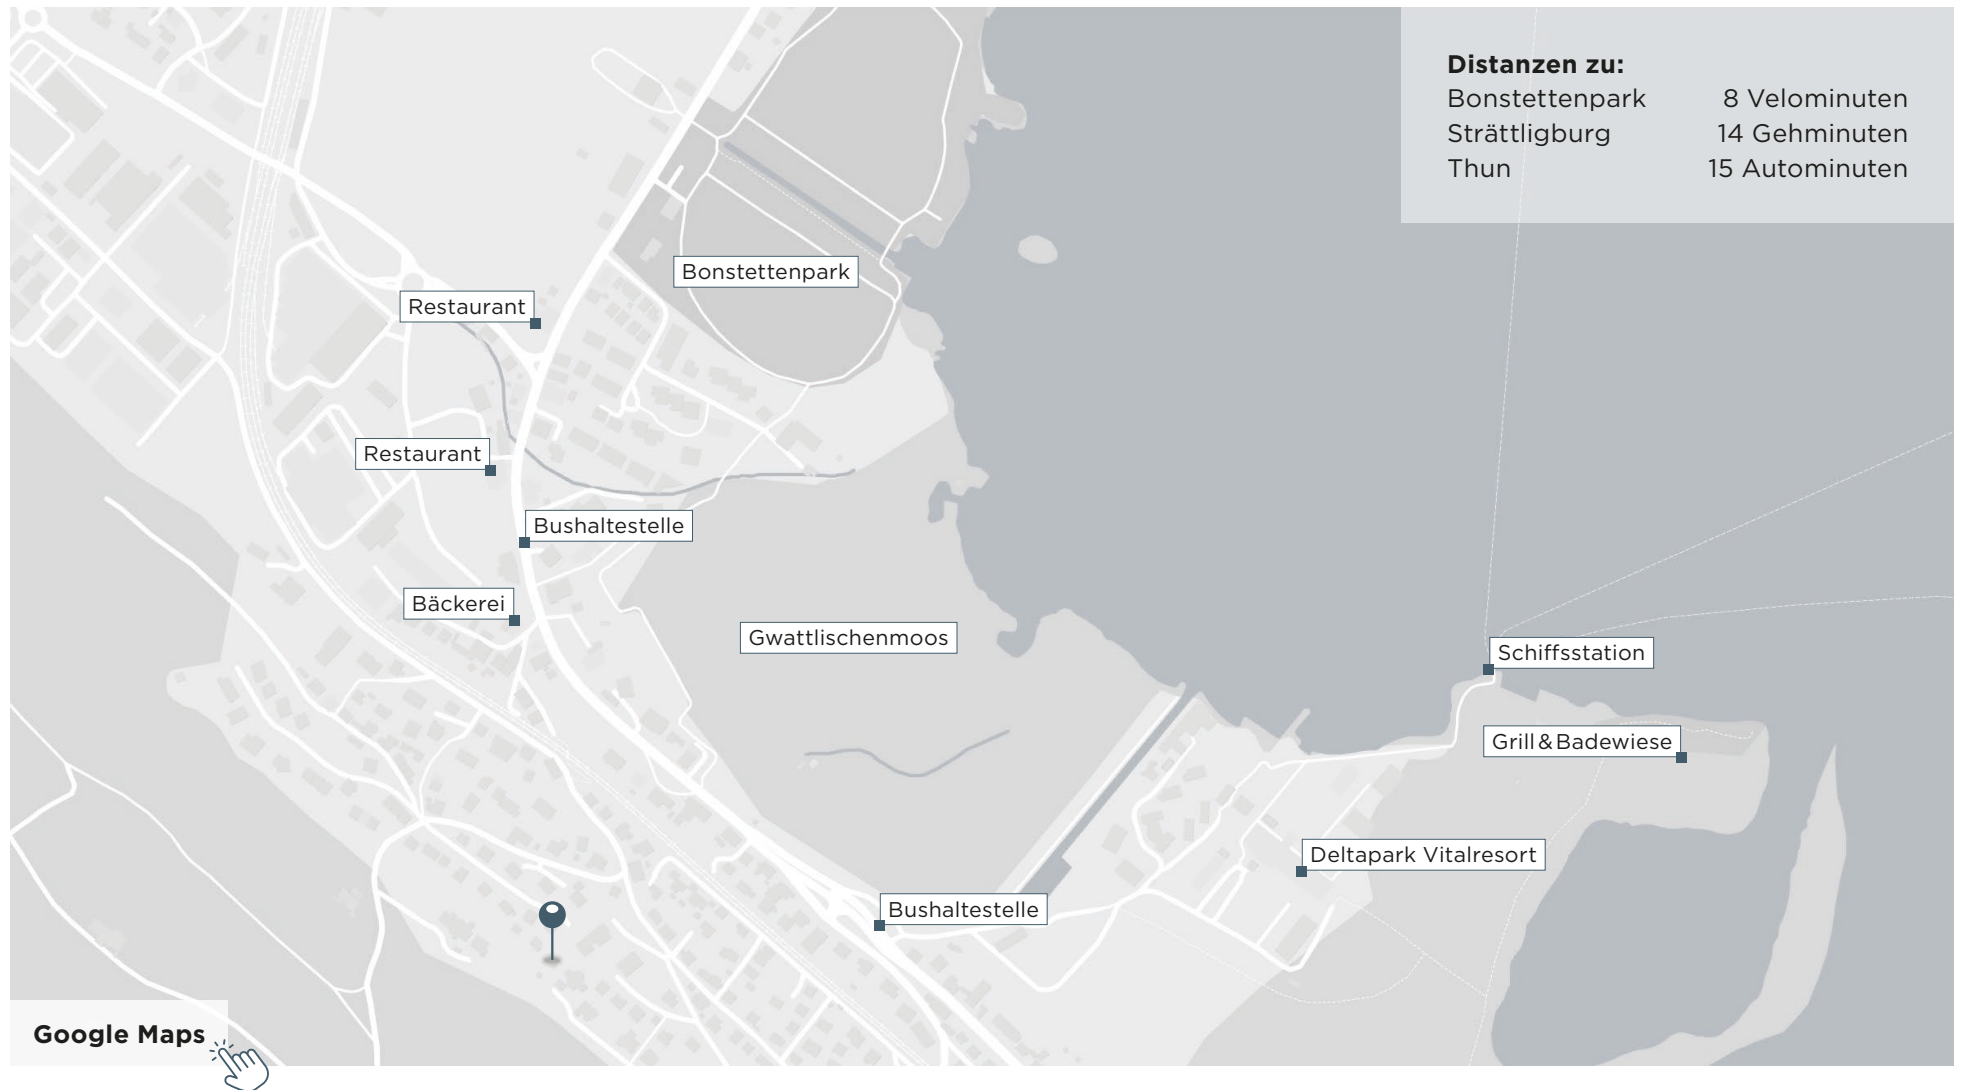 Distanzen zu:
Bonstettenpark 8 Velominuten
Strättligburg 14 Gehminuten
Thun 15 Autominuten
Bonstettenpark
Restaurant
Restaurant
Bushaltestelle
Bäckerei
Gwattlischenmoos
Schiffsstation
Grill & Badewiese
Deltapark Vitalresort
Bushaltestelle
Google Maps